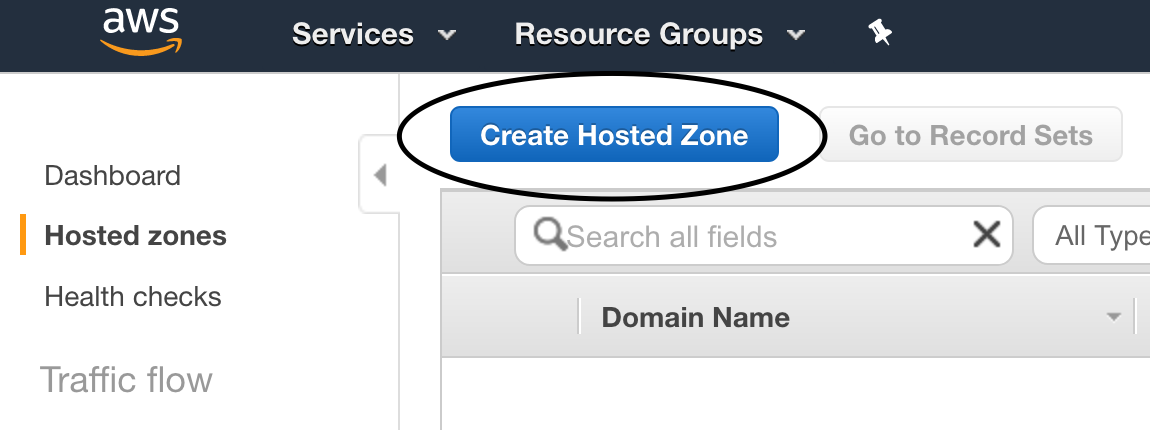 aws
Services
Resource Groups
Create Hosted Zone
Go to Record Sets
Dashboard
Hosted zones
Health checks
Traffic flow
Search all fields
All Type
Domain Name